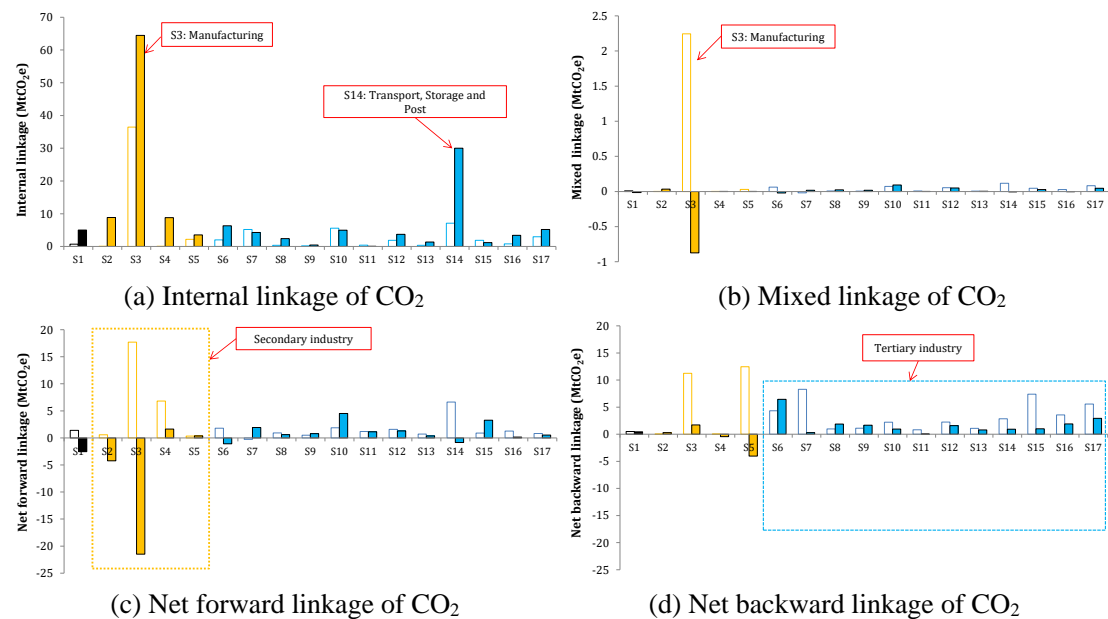 Internal linkage (MtCO₂e)
70
60
50
40
30
20
10
0
S1 S2 S3 S4 S5 S6 S7 S8 S9 S10 S11 S12 S13 S14 S15 S16 S17
S3: Manufacturing
S14: Transport, Storage and
Post
(a) Internal linkage of CO₂
Mixed linkage (MtCO₂e)
2.5
2
1.5
1
0.5
0
-0.5
-1
S1 S2 S3 S4 S5 S6 S7 S8 S9 S10 S11 S12 S13 S14 S15 S16 S17
S3: Manufacturing
(b) Mixed linkage of CO₂
Net forward linkage (MtCO₂e)
20
15
10
5
0
-5
-10
-15
-20
-25
S1 S2 S3 S4 S5 S6 S7 S8 S9 S10 S11 S12 S13 S14 S15 S16 S17
Secondary industry
(c) Net forward linkage of CO₂
Net backward linkage (MtCO₂e)
20
15
10
5
0
-5
-10
-15
-20
-25
S1 S2 S3 S4 S5 S6 S7 S8 S9 S10 S11 S12 S13 S14 S15 S16 S17
Tertiary industry
(d) Net backward linkage of CO₂